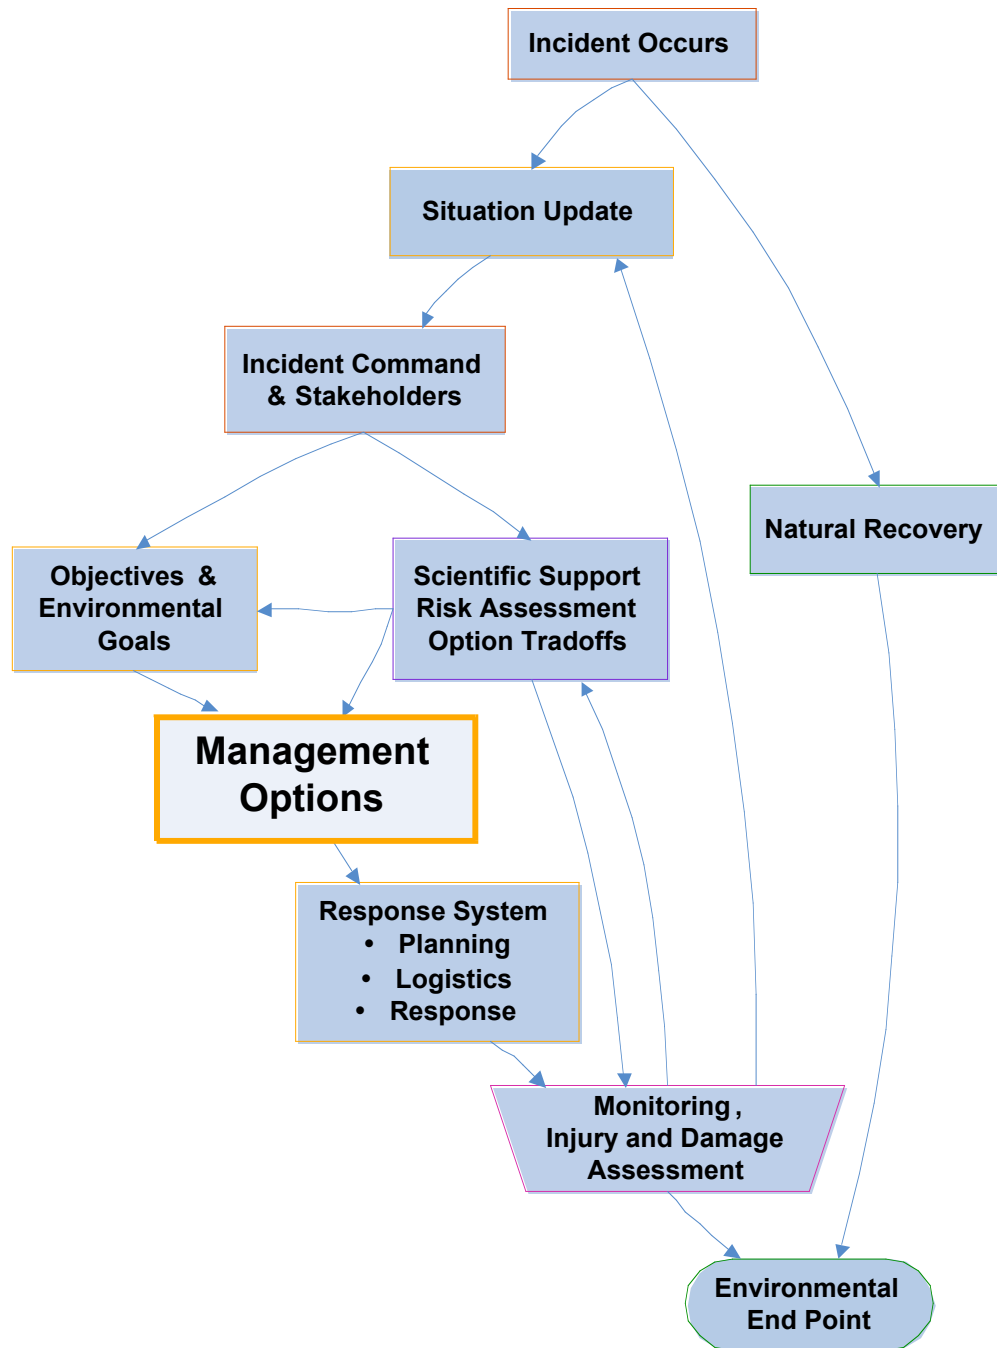 Incident Occurs
Situation Update
Incident Command
& Stakeholders
Natural Recovery
Objectives &
Environmental
Goals
Scientific Support
Risk Assessment
Option Tradoffs
Management
Options
Response System
• Planning
• Logistics
• Response
Monitoring,
Injury and Damage
Assessment
Environmental
End Point